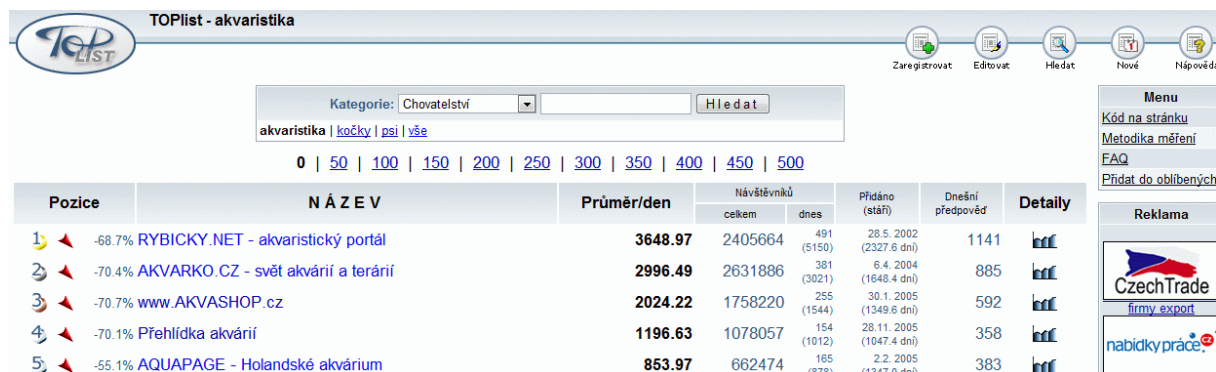 TOPlist - akvaristika
TOPLIST
Zaregistrovat Editovat Hledat Nové Nápověda
Kategorie: Chovatelství Hledat
akvaristika | kočky | psi | vše
0 | 50 | 100 | 150 | 200 | 250 | 300 | 350 | 400 | 450 | 500
Menu
Kód na stránku
Metodika měření
FAQ
Přidat do oblíbených
Pozice NÁZEV Průměr/den Návštěvníků celkem dnes Přidáno (stáří) Dnešní předpověď Detaily
1) -68.7% RYBICKY.NET - akvaristický portál 3648.97 2405664 491 (5150) 28.5. 2002 (2327.6 dní) 1141
2) -70.4% AKVARKO.CZ - svět akvárií a terárií 2996.49 2631886 381 (3021) 6.4. 2004 (1648.4 dní) 885
3) -70.7% www.AKVASHOP.cz 2024.22 1758220 255 (1544) 30.1. 2005 (1349.6 dní) 592
4) -70.1% Přehlídka akvárií 1196.63 1078057 154 (1012) 28.11. 2005 (1047.4 dní) 358
5) -55.1% AQUAPAGE - Holandské akvárium 853.97 662474 165 2.2. 2005 383
Reklama
CzechTrade
firmy export
nabídkypráce.cz